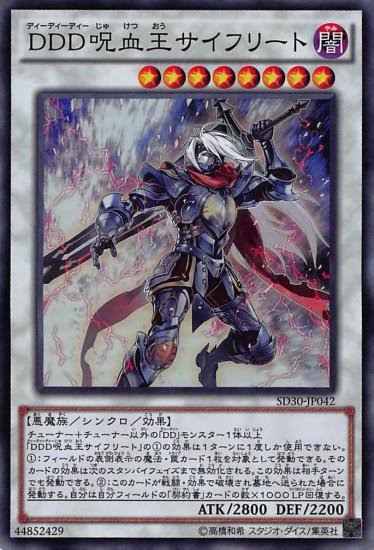 ディーディーディー じゅ けつ おう
DDD呪血王サイフリート
やみ
闇
SD30-JP042
【悪魔族/シンクロ/効果】
チューナー+チューナー以外の「DD」モンスター1体以上
「DDD呪血王サイフリート」の①の効果は1ターンに1度しか使用できない。
①:フィールドの表側表示の魔法・罠カード1枚を対象として発動できる。その
カードの効果は次のスタンバイフェイズまで無効化される。この効果は相手ターン
でも発動できる。②:このカードが戦闘・効果で破壊され墓地へ送られた場合に
発動する。自分は自分フィールドの「契約書」カードの数×1000LP回復する。
ATK/2800 DEF/2200
44852429
©高橋和希 スタジオ・ダイス/集英社